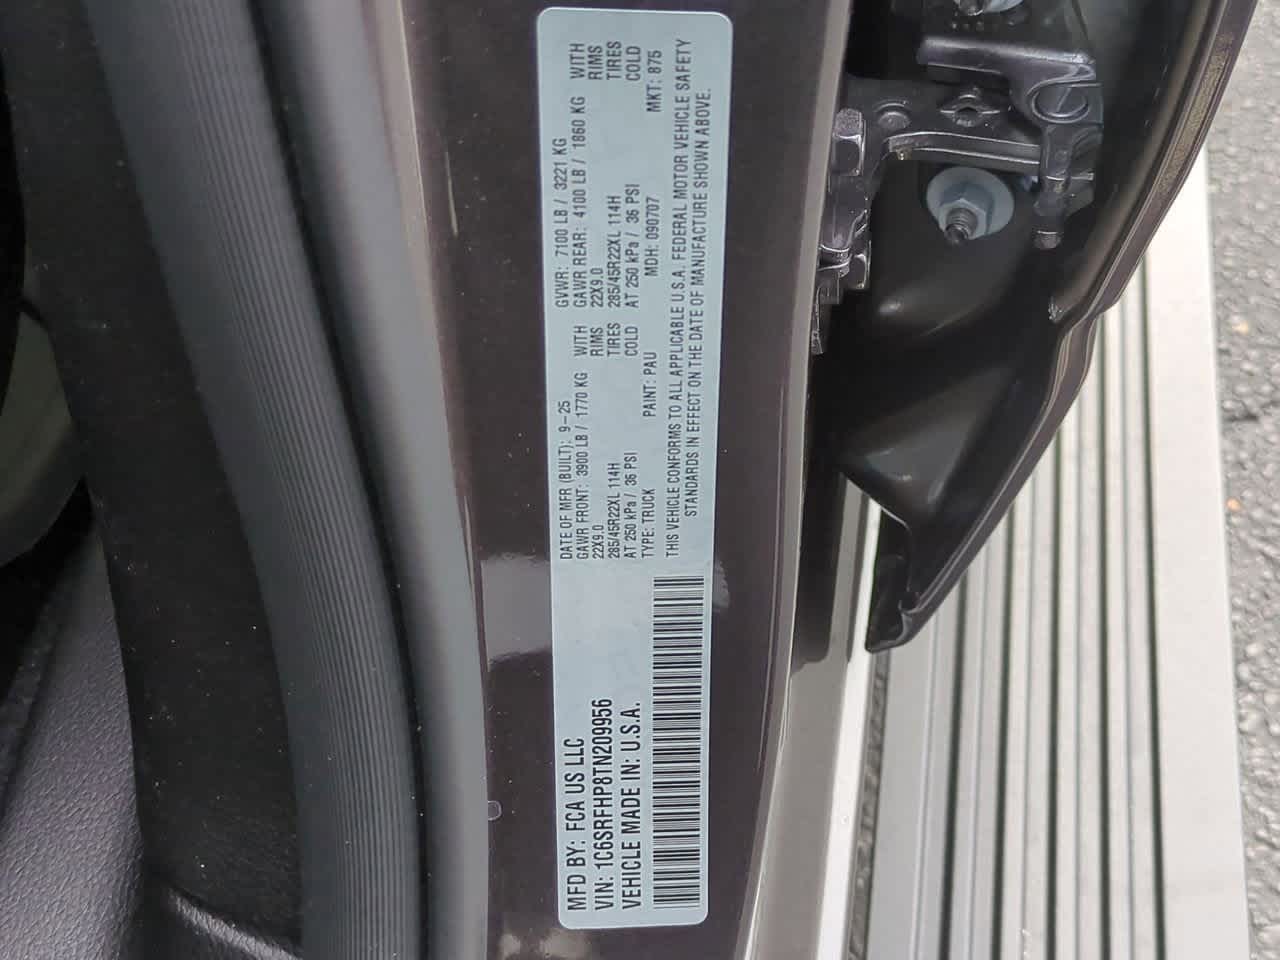 MFD BY: FCA US LLC
VIN: 1C6SRFHP8TN209956
VEHICLE MADE IN: U.S.A.
DATE OF MFR (BUILT): 9-25 GVWR: 7100 LB / 3221 KG
GAWR FRONT: 3900 LB / 1770 KG WITH GAWR REAR: 4100 LB / 1860 KG WITH
22X9.0 RIMS 22X9.0 RIMS
285/45R22XL 114H TIRES 285/45R22XL 114H TIRES
AT 250 kPa / 36 PSI COLD AT 250 kPa / 36 PSI COLD
TYPE: TRUCK PAINT: PAU MDH: 090707 MKT: 875
THIS VEHICLE CONFORMS TO ALL APPLICABLE U.S.A. FEDERAL MOTOR VEHICLE SAFETY
STANDARDS IN EFFECT ON THE DATE OF MANUFACTURE SHOWN ABOVE.